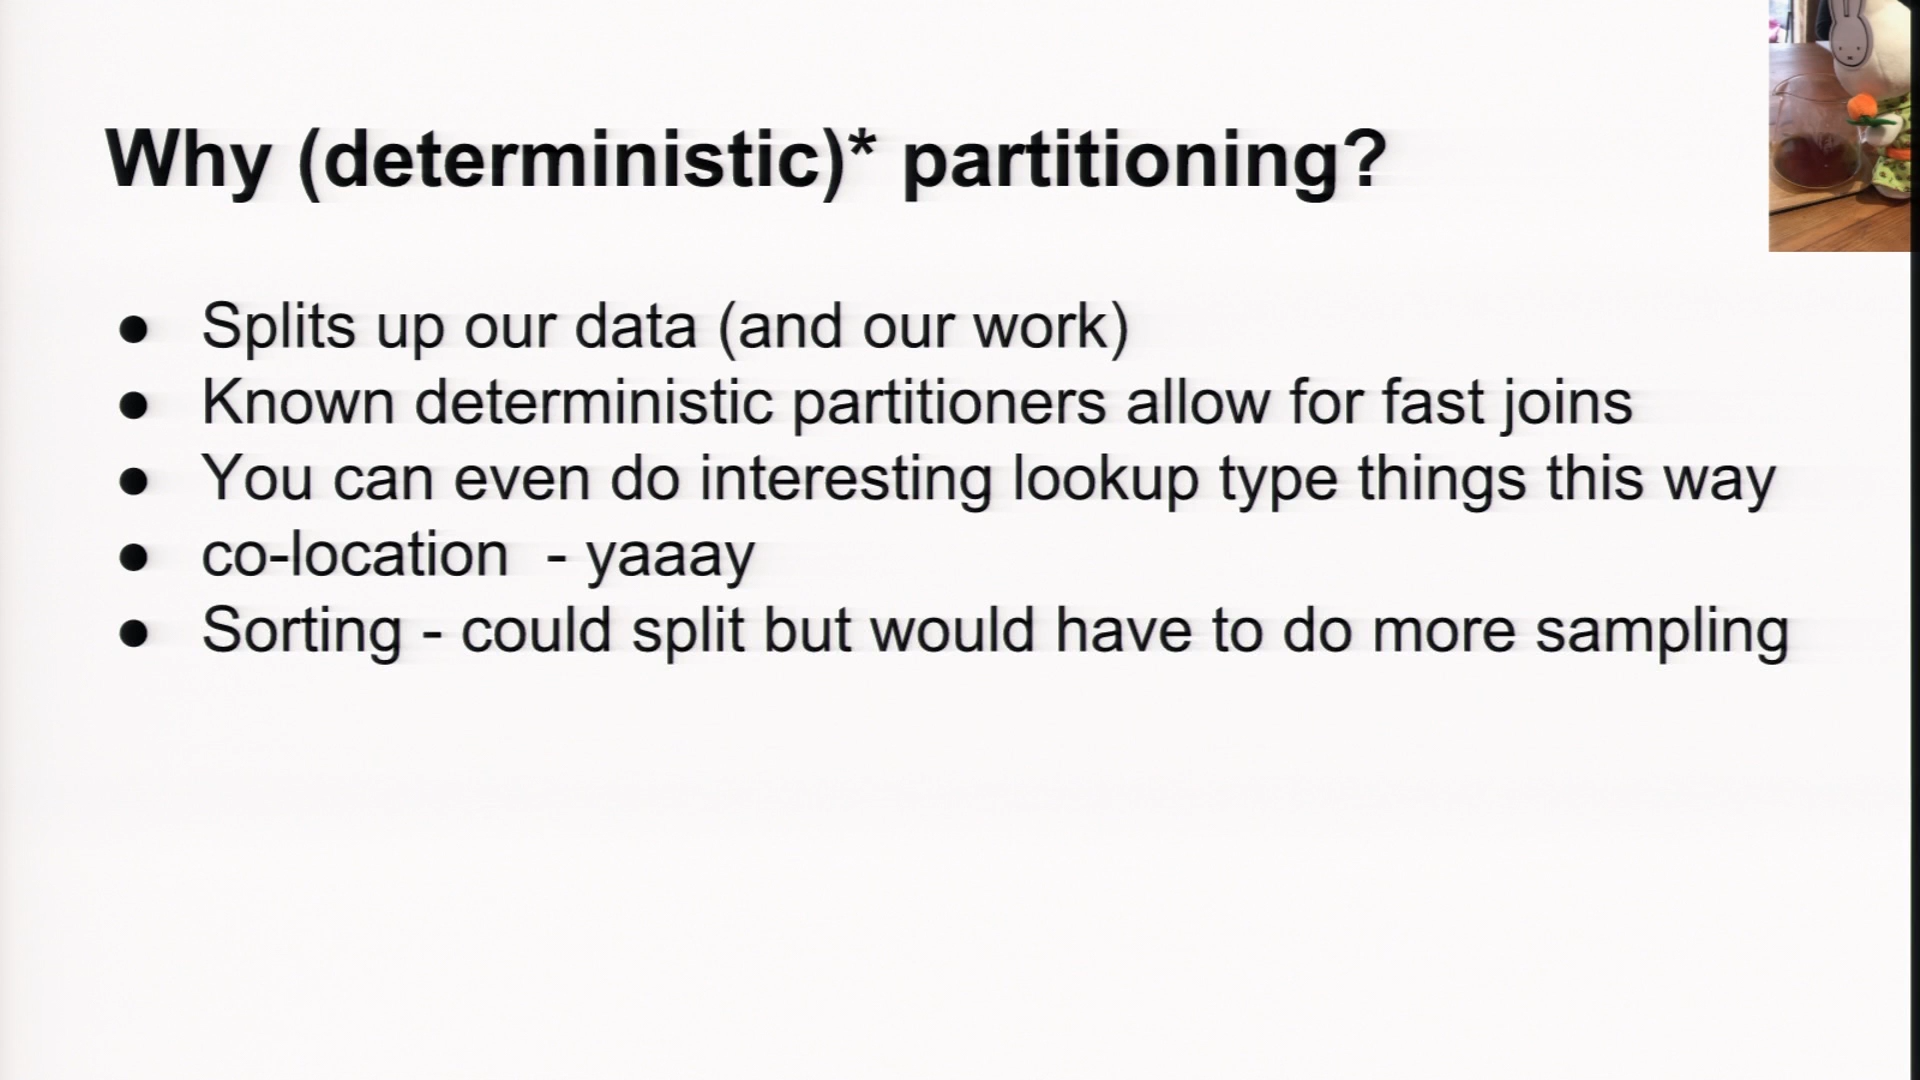 Why (deterministic)* partitioning?
● Splits up our data (and our work)
● Known deterministic partitioners allow for fast joins
● You can even do interesting lookup type things this way
● co-location  - yaaay
● Sorting - could split but would have to do more sampling